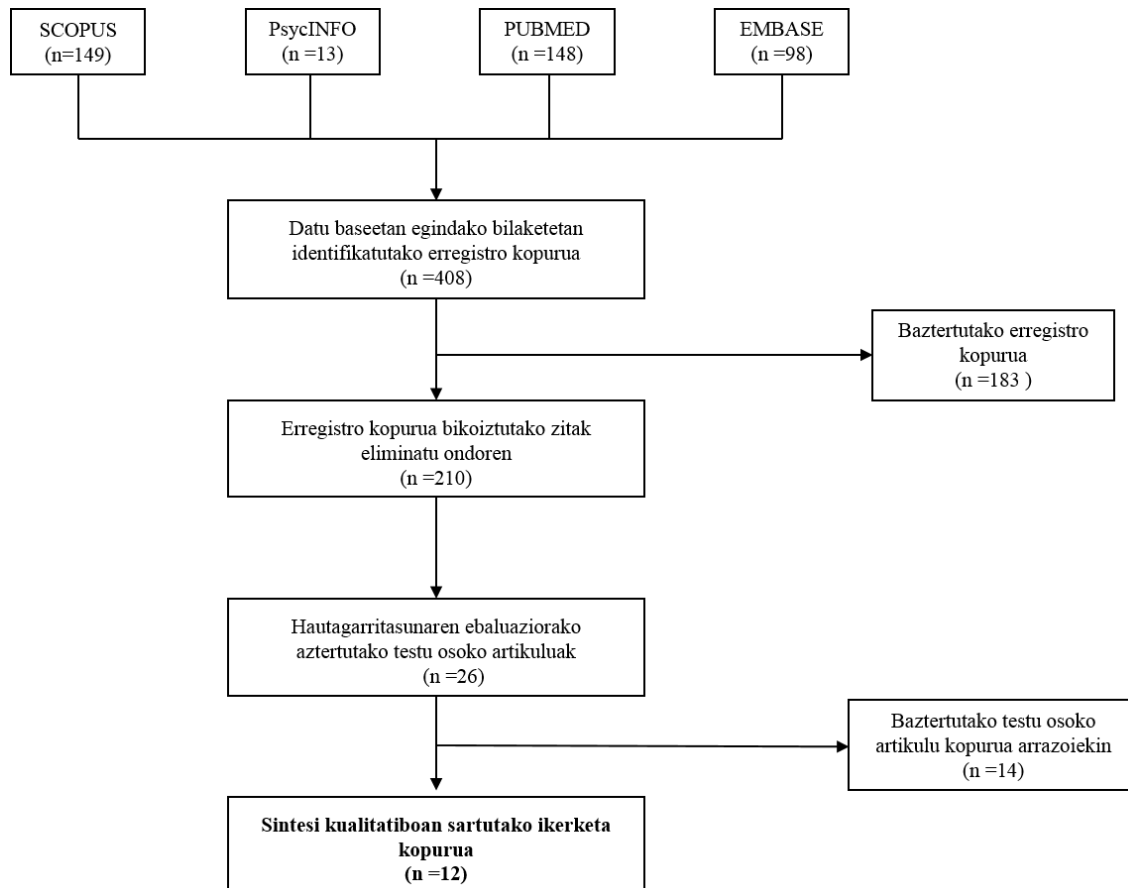 SCOPUS
(n=149)
PsycINFO
(n =13)
PUBMED
(n =148)
EMBASE
(n =98)
Datu baseetan egindako bilaketetan
identifikatutako erregistro kopurua
(n =408)
Baztertutako erregistro
kopurua
(n =183 )
Erregistro kopurua bikoiztutako zitak
eliminatu ondoren
(n =210)
Hautagarritasunaren ebaluaziorako
aztertutako testu osoko artikuluak
(n =26)
Baztertutako testu osoko
artikulu kopurua arrazoiekin
(n =14)
Sintesi kualitatiboan sartutako ikerketa
kopurua
(n =12)